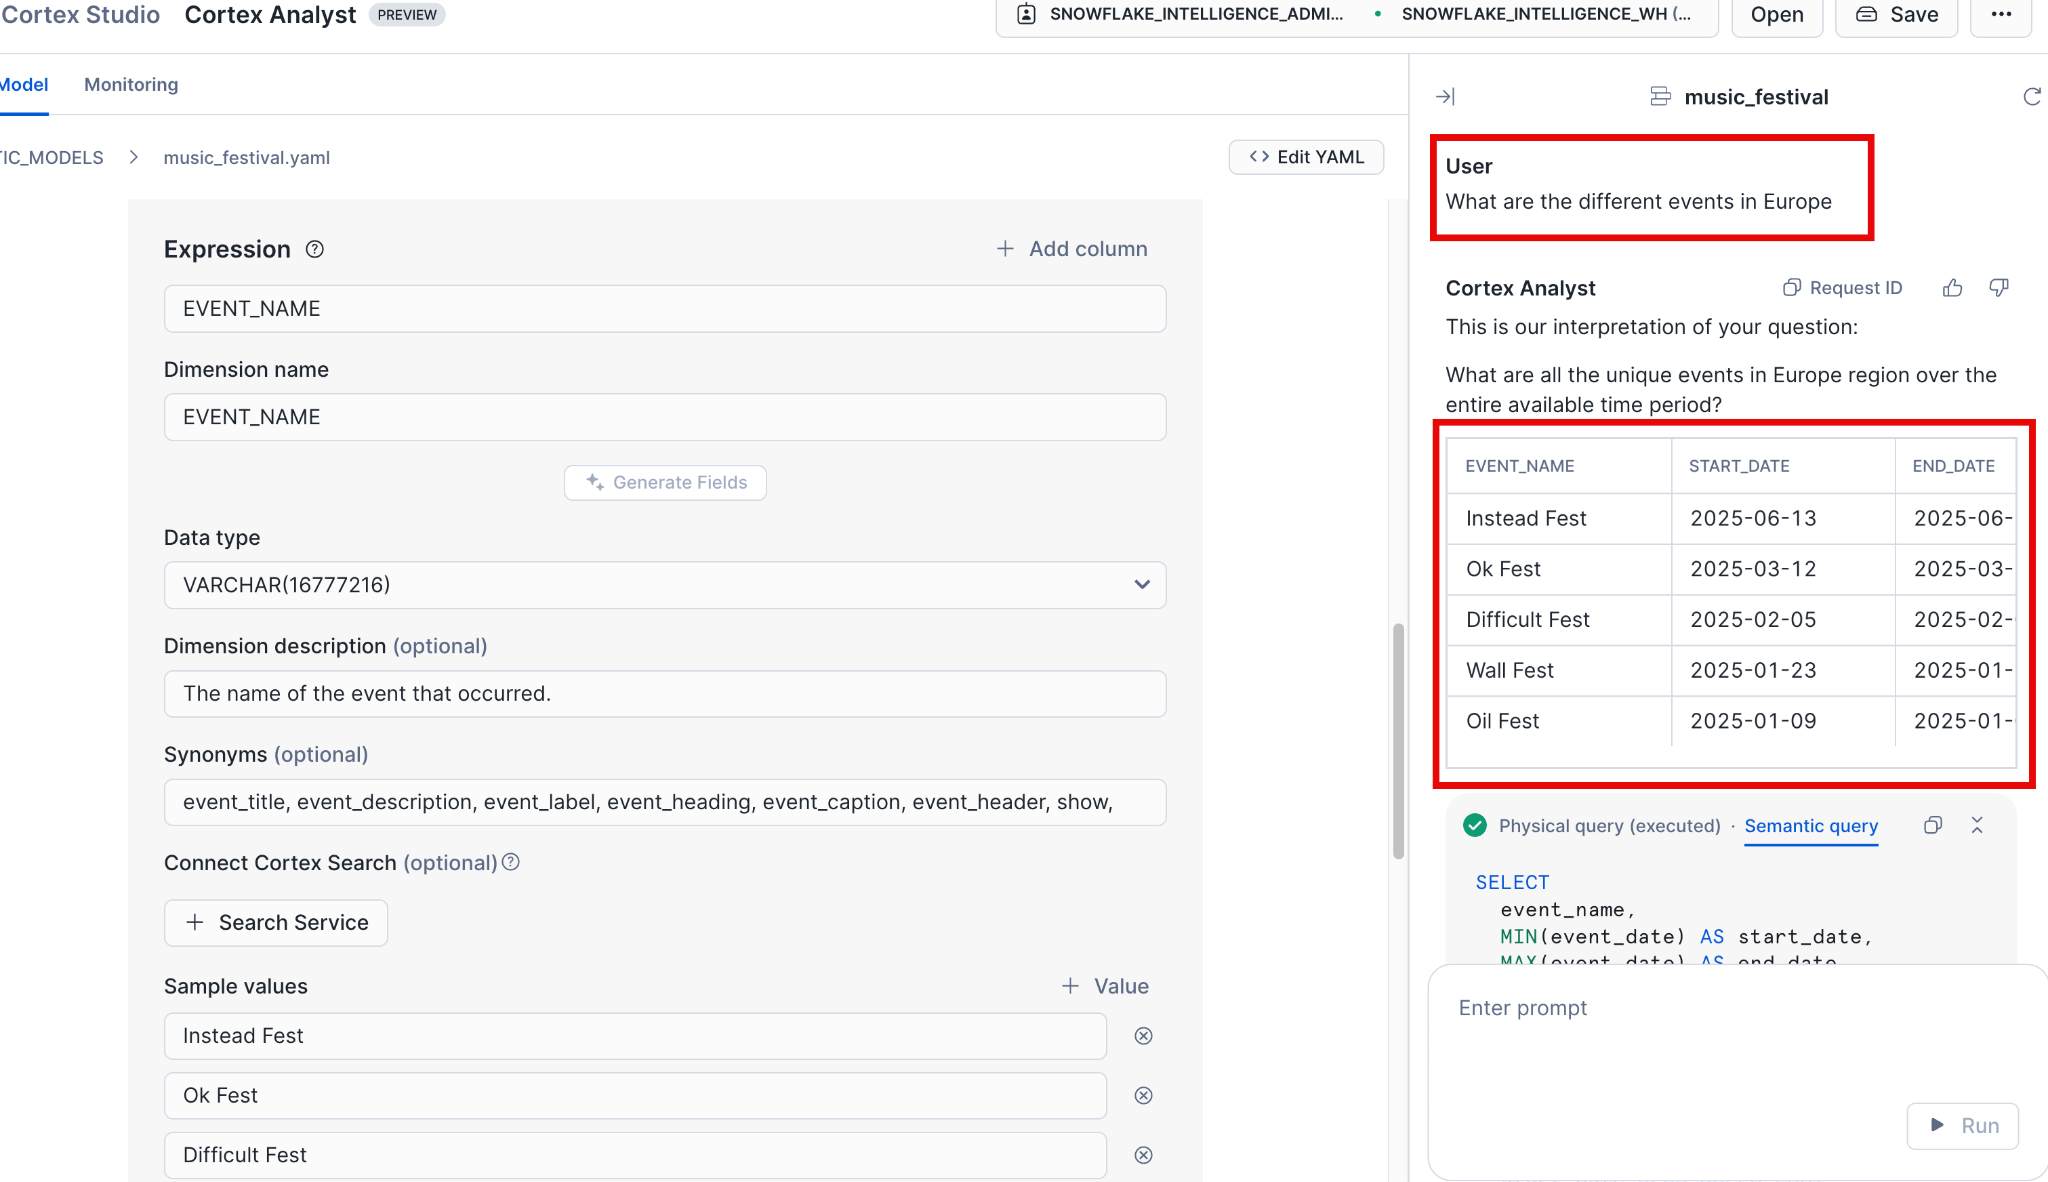 Cortex Studio Cortex Analyst PREVIEW
SNOWFLAKE_INTELLIGENCE_ADMI... • SNOWFLAKE_INTELLIGENCE_WH (... Open Save ...
Model Monitoring
TIC_MODELS > music_festival.yaml
<> Edit YAML
Expression ? + Add column
EVENT_NAME
Dimension name
EVENT_NAME
Generate Fields
Data type
VARCHAR(16777216)
Dimension description (optional)
The name of the event that occurred.
Synonyms (optional)
event_title, event_description, event_label, event_heading, event_caption, event_header, show,
Connect Cortex Search (optional) ?
+ Search Service
Sample values + Value
Instead Fest
Ok Fest
Difficult Fest
music_festival
User
What are the different events in Europe
Cortex Analyst Request ID
This is our interpretation of your question:
What are all the unique events in Europe region over the
entire available time period?
EVENT_NAME START_DATE END_DATE
Instead Fest 2025-06-13 2025-06-
Ok Fest 2025-03-12 2025-03-
Difficult Fest 2025-02-05 2025-02-
Wall Fest 2025-01-23 2025-01-
Oil Fest 2025-01-09 2025-01-
Physical query (executed) · Semantic query
SELECT
event_name,
MIN(event_date) AS start_date,
MAX(event_date) AS end_date
Enter prompt
Run